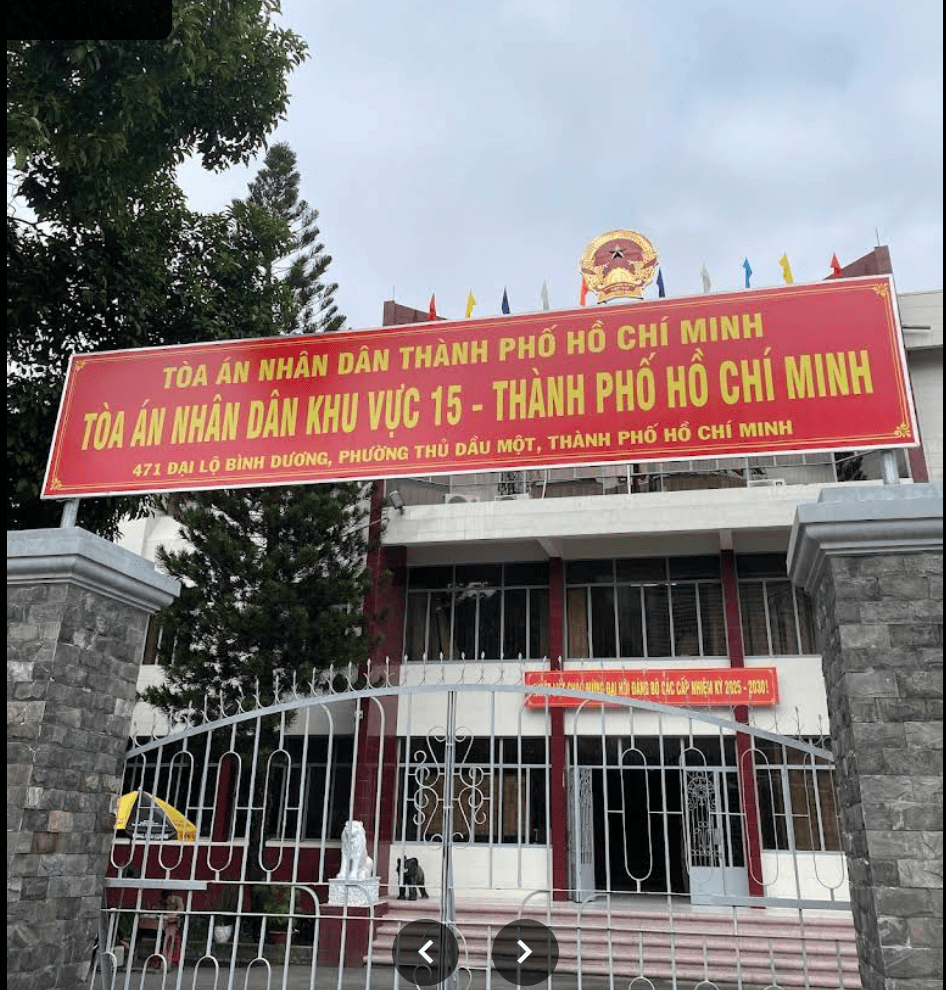 TÒA ÁN NHÂN DÂN THÀNH PHỐ HỒ CHÍ MINH
TÒA ÁN NHÂN DÂN KHU VỰC 15 - THÀNH PHỐ HỒ CHÍ MINH
471 ĐẠI LỘ BÌNH DƯƠNG, PHƯỜNG THỦ DẦU MỘT, THÀNH PHỐ HỒ CHÍ MINH
MỪNG ĐẠI HỘI ĐẢNG BỘ CÁC CẤP NHIỆM KỲ 2025 - 2030!